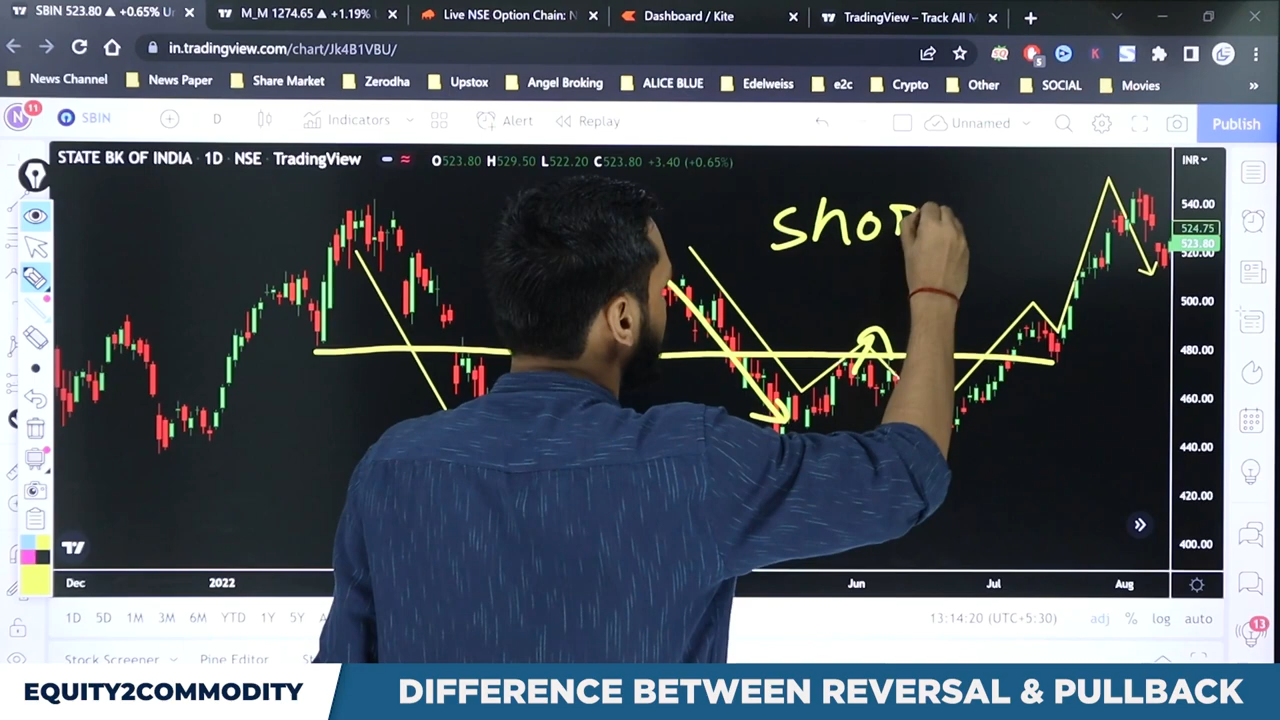 SBIN 523.80 ▲ +0.65% U
M_M 1274.65 ▲ +1.19%
Live NSE Option Chain: N
Dashboard / Kite
TradingView – Track All M
in.tradingview.com/chart/Jk4B1VBU/
News Channel News Paper Share Market Zerodha Upstox Angel Broking ALICE BLUE Edelweiss e2c Crypto Other SOCIAL Movies »
N 11 SBIN D Indicators Alert Replay Unnamed Publish
STATE BK OF INDIA · 1D · NSE · TradingView O523.80 H529.50 L522.20 C523.80 +3.40 (+0.65%) INR
Shor
540.00
524.75
523.80
520.00
500.00
480.00
460.00
440.00
420.00
400.00
Dec 2022 Jun Jul Aug
1D 5D 1M 3M 6M YTD 1Y 5Y 13:14:20 (UTC+5:30) adj % log auto
13
Stock Screener Pine Editor
EQUITY2COMMODITY DIFFERENCE BETWEEN REVERSAL & PULLBACK